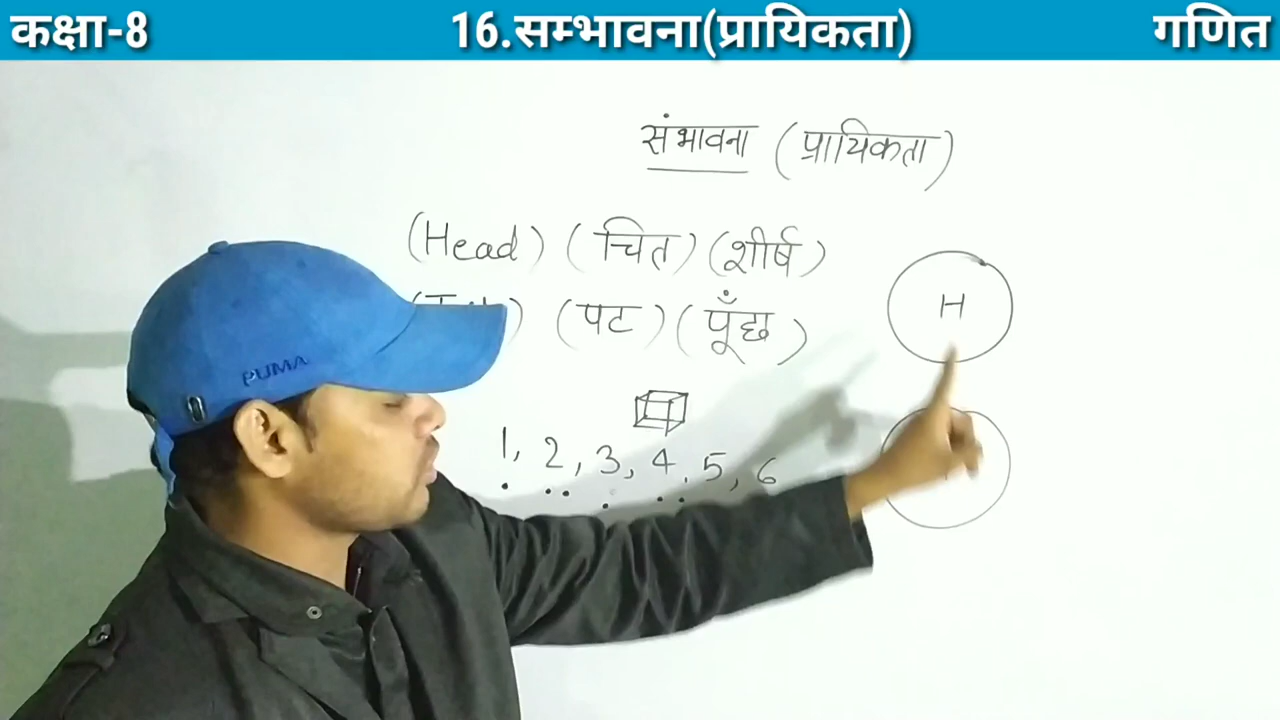 कक्षा-8 16.सम्भावना(प्रायिकता) गणित
संभावना (प्रायिकता)
(Head) (चित) (शीर्ष)
(पट) (पूँछ)
H
1, 2, 3, 4, 5, 6
PUMA